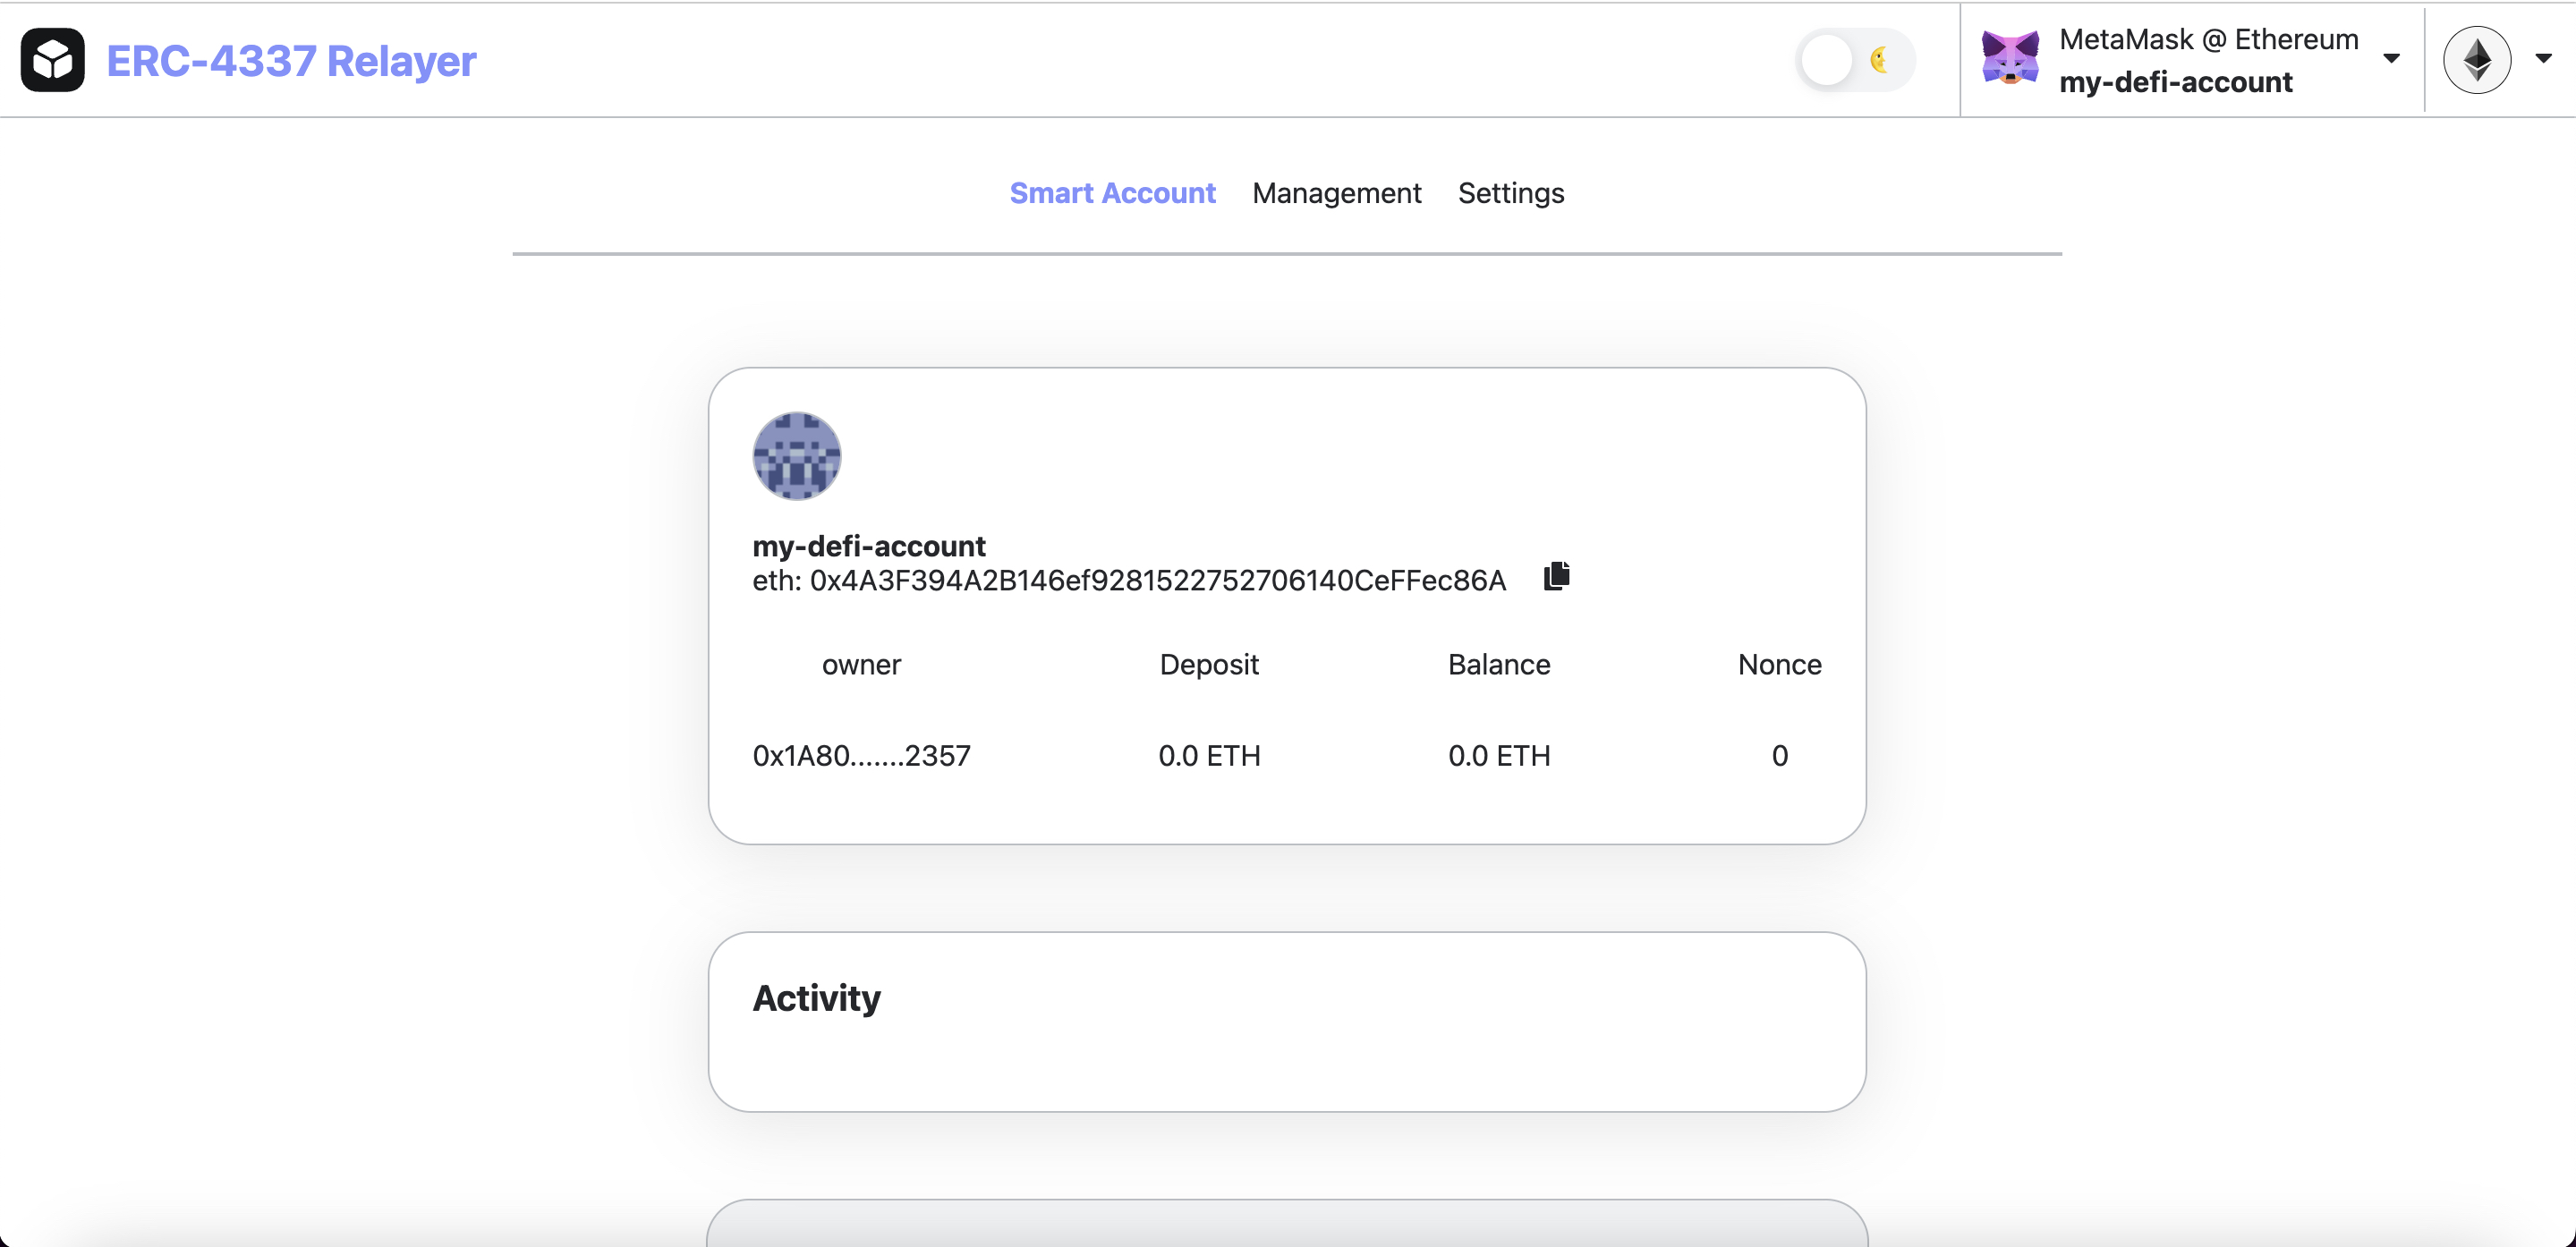 ERC-4337 Relayer
MetaMask @ Ethereum
my-defi-account
Smart Account Management Settings
my-defi-account
eth: 0x4A3F394A2B146ef9281522752706140CeFFec86A
owner Deposit Balance Nonce
0x1A80.......2357 0.0 ETH 0.0 ETH 0
Activity